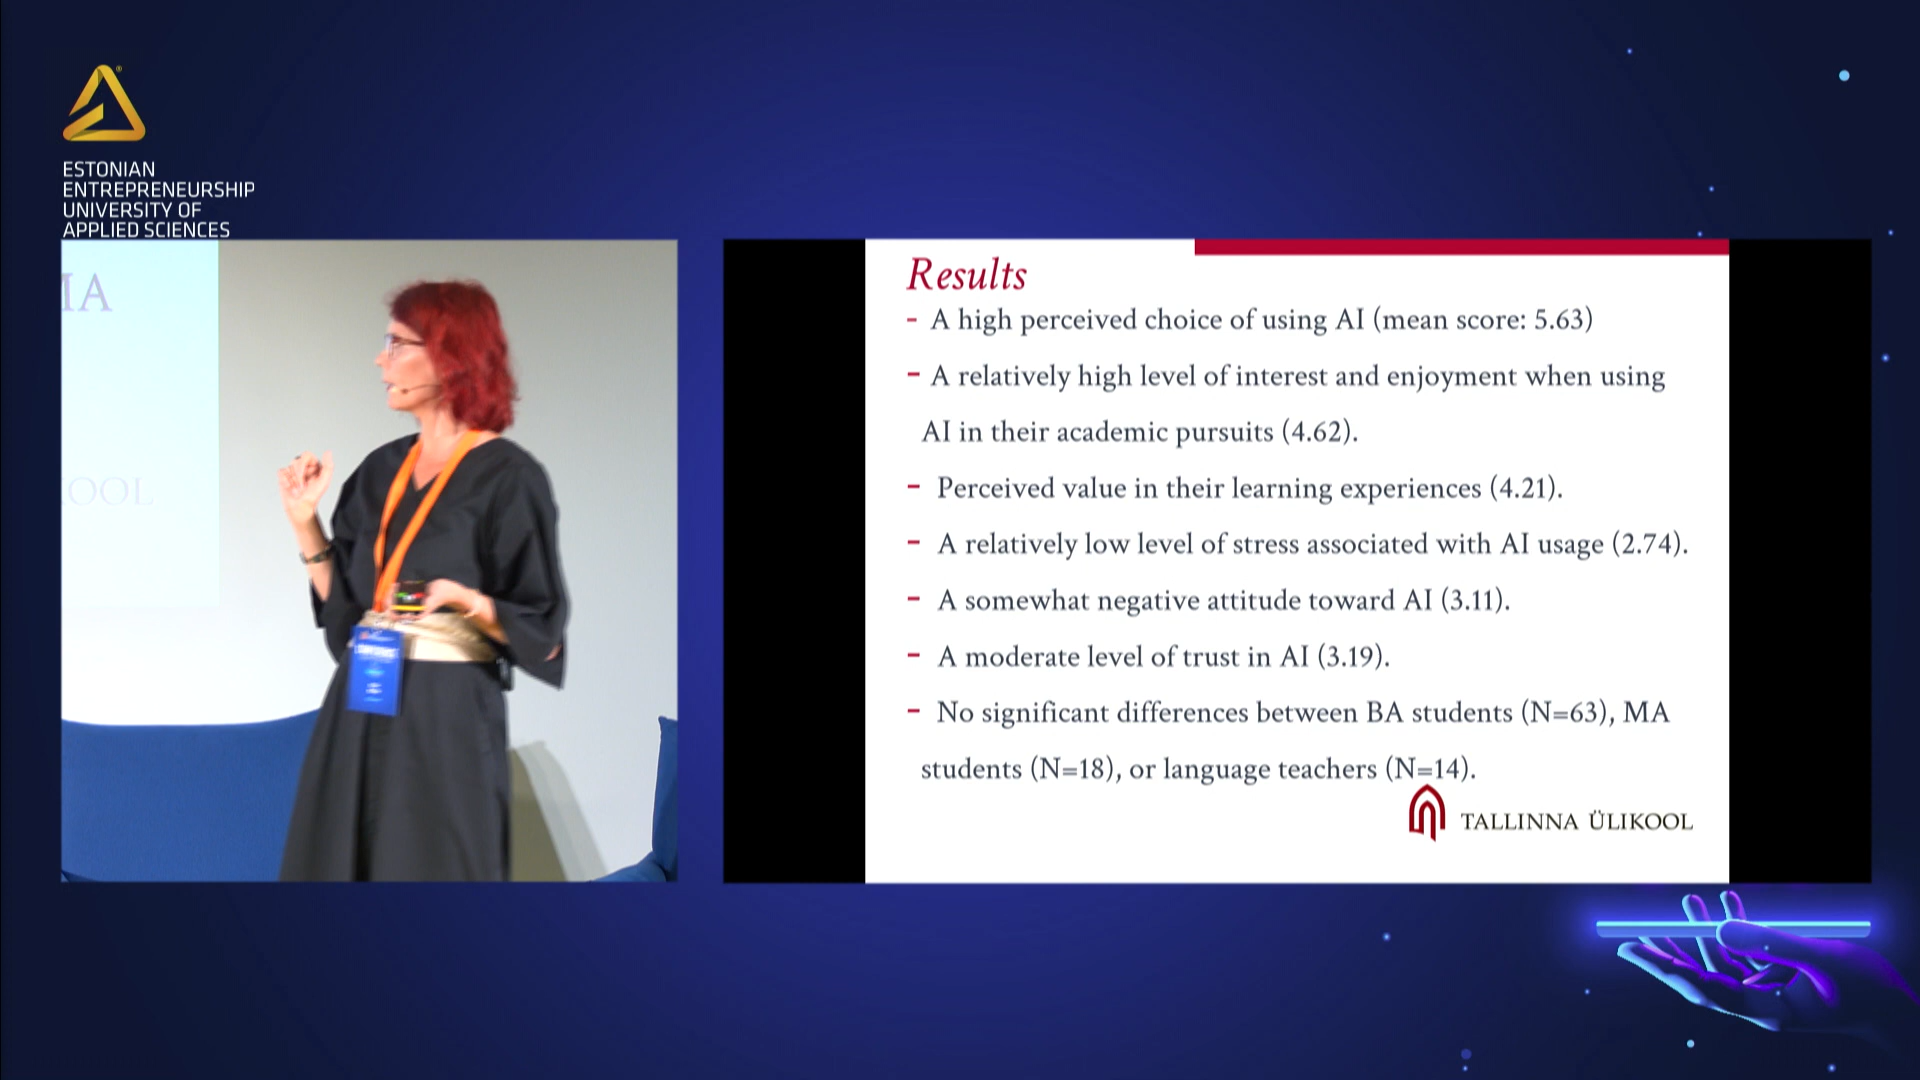 ESTONIAN
ENTREPRENEURSHIP
UNIVERSITY OF
APPLIED SCIENCES
MA
OOL
Results
- A high perceived choice of using AI (mean score: 5.63)
- A relatively high level of interest and enjoyment when using
AI in their academic pursuits (4.62).
- Perceived value in their learning experiences (4.21).
- A relatively low level of stress associated with AI usage (2.74).
- A somewhat negative attitude toward AI (3.11).
- A moderate level of trust in AI (3.19).
- No significant differences between BA students (N=63), MA
students (N=18), or language teachers (N=14).
TALLINNA ÜLIKOOL